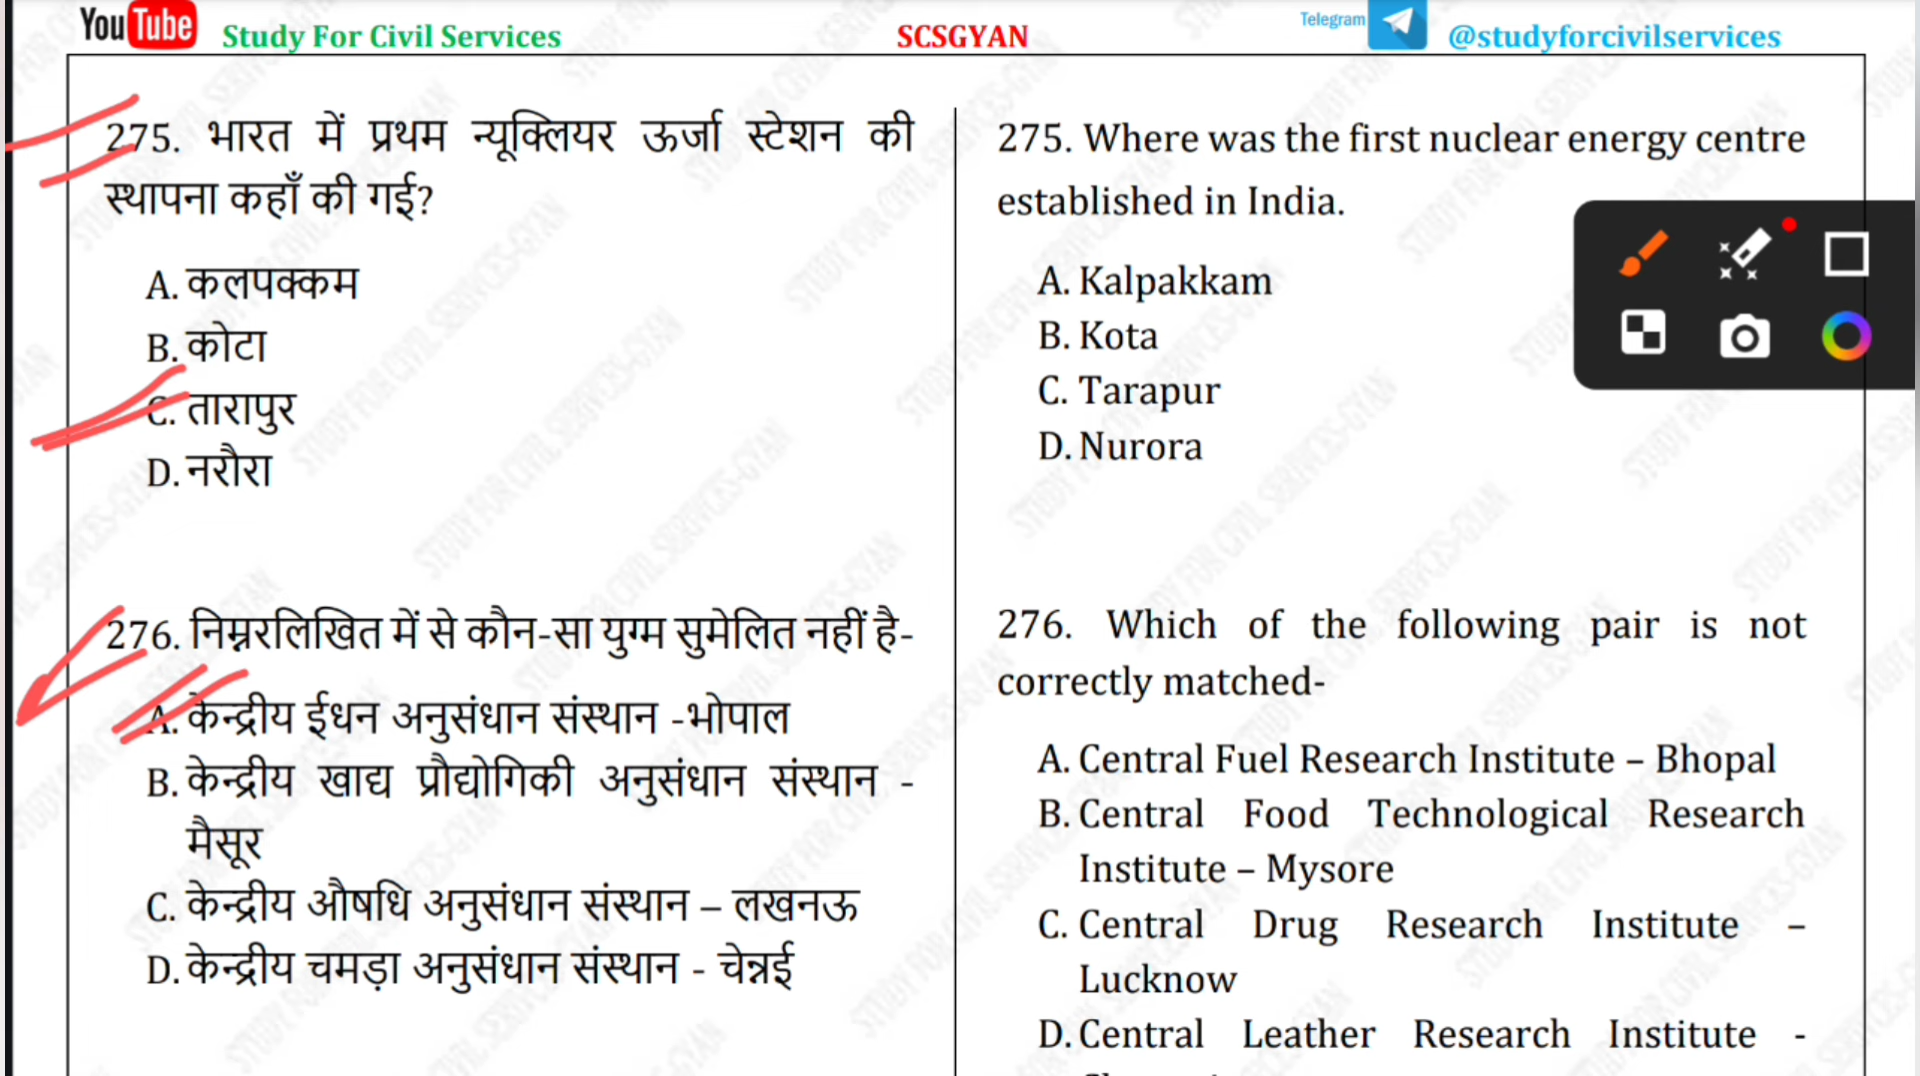 YouTube Study For Civil Services SCSGYAN Telegram @studyforcivilservices
275. भारत में प्रथम न्यूक्लियर ऊर्जा स्टेशन की
स्थापना कहाँ की गई?
A. कलपक्कम
B. कोटा
C. तारापुर
D. नरौरा
276. निम्नरलिखित में से कौन-सा युग्म सुमेलित नहीं है-
A. केन्द्रीय ईधन अनुसंधान संस्थान -भोपाल
B. केन्द्रीय खाद्य प्रौद्योगिकी अनुसंधान संस्थान -
मैसूर
C. केन्द्रीय औषधि अनुसंधान संस्थान – लखनऊ
D. केन्द्रीय चमड़ा अनुसंधान संस्थान - चेन्नई
275. Where was the first nuclear energy centre
established in India.
A. Kalpakkam
B. Kota
C. Tarapur
D. Nurora
276. Which of the following pair is not
correctly matched-
A. Central Fuel Research Institute – Bhopal
B. Central Food Technological Research
Institute – Mysore
C. Central Drug Research Institute –
Lucknow
D. Central Leather Research Institute -